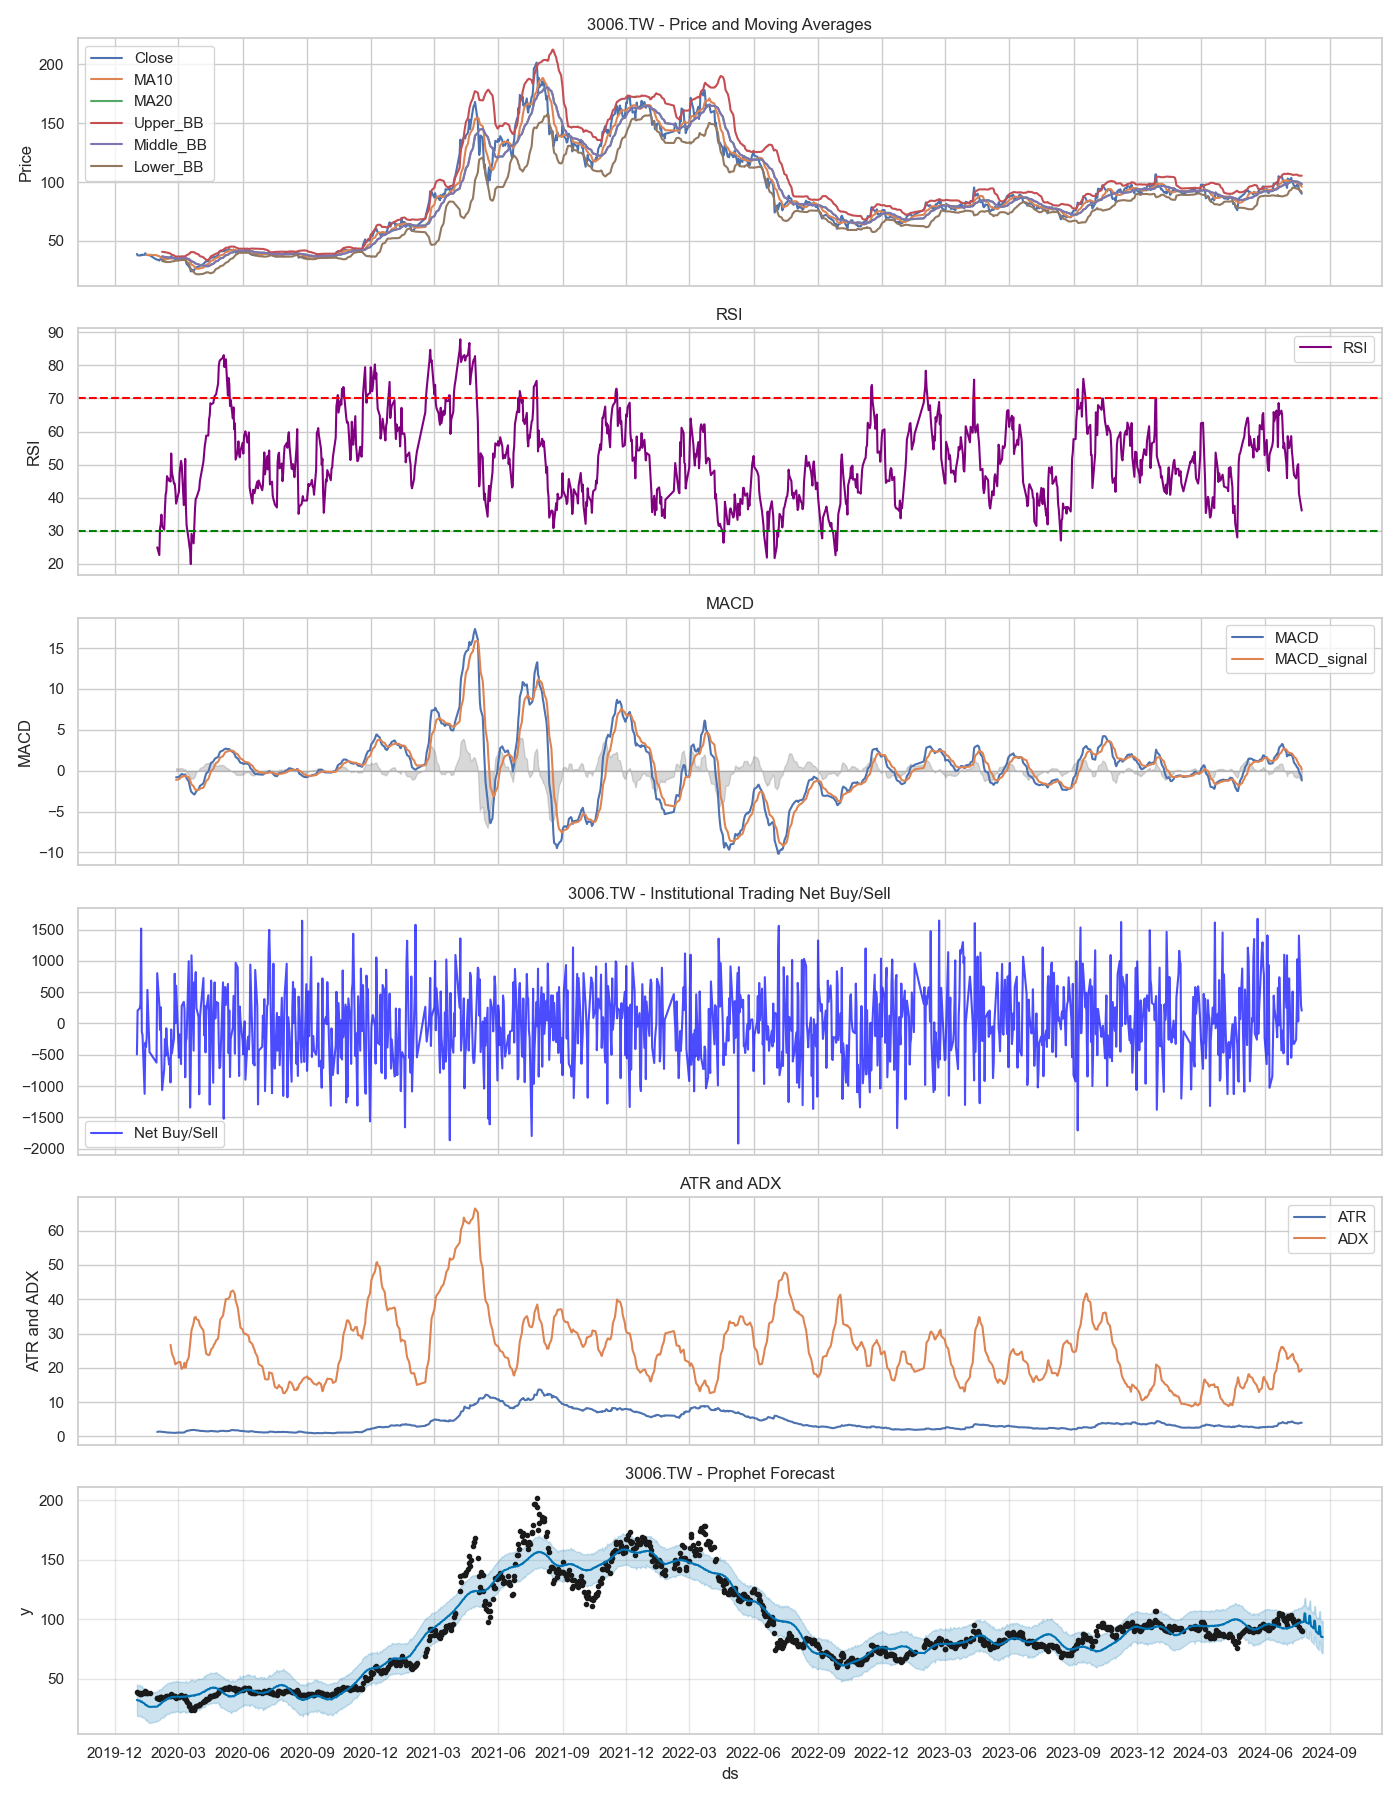 3006.TW - Price and Moving Averages
Price
200
150
100
50
Close
MA10
MA20
Upper_BB
Middle_BB
Lower_BB
RSI
RSI
90
80
70
60
50
40
30
20
RSI
MACD
MACD
15
10
5
0
−5
−10
MACD
MACD_signal
3006.TW - Institutional Trading Net Buy/Sell
1500
1000
500
0
−500
−1000
−1500
−2000
Net Buy/Sell
ATR and ADX
ATR and ADX
60
50
40
30
20
10
0
ATR
ADX
3006.TW - Prophet Forecast
y
200
150
100
50
2019-12 2020-03 2020-06 2020-09 2020-12 2021-03 2021-06 2021-09 2021-12 2022-03 2022-06 2022-09 2022-12 2023-03 2023-06 2023-09 2023-12 2024-03 2024-06 2024-09
ds